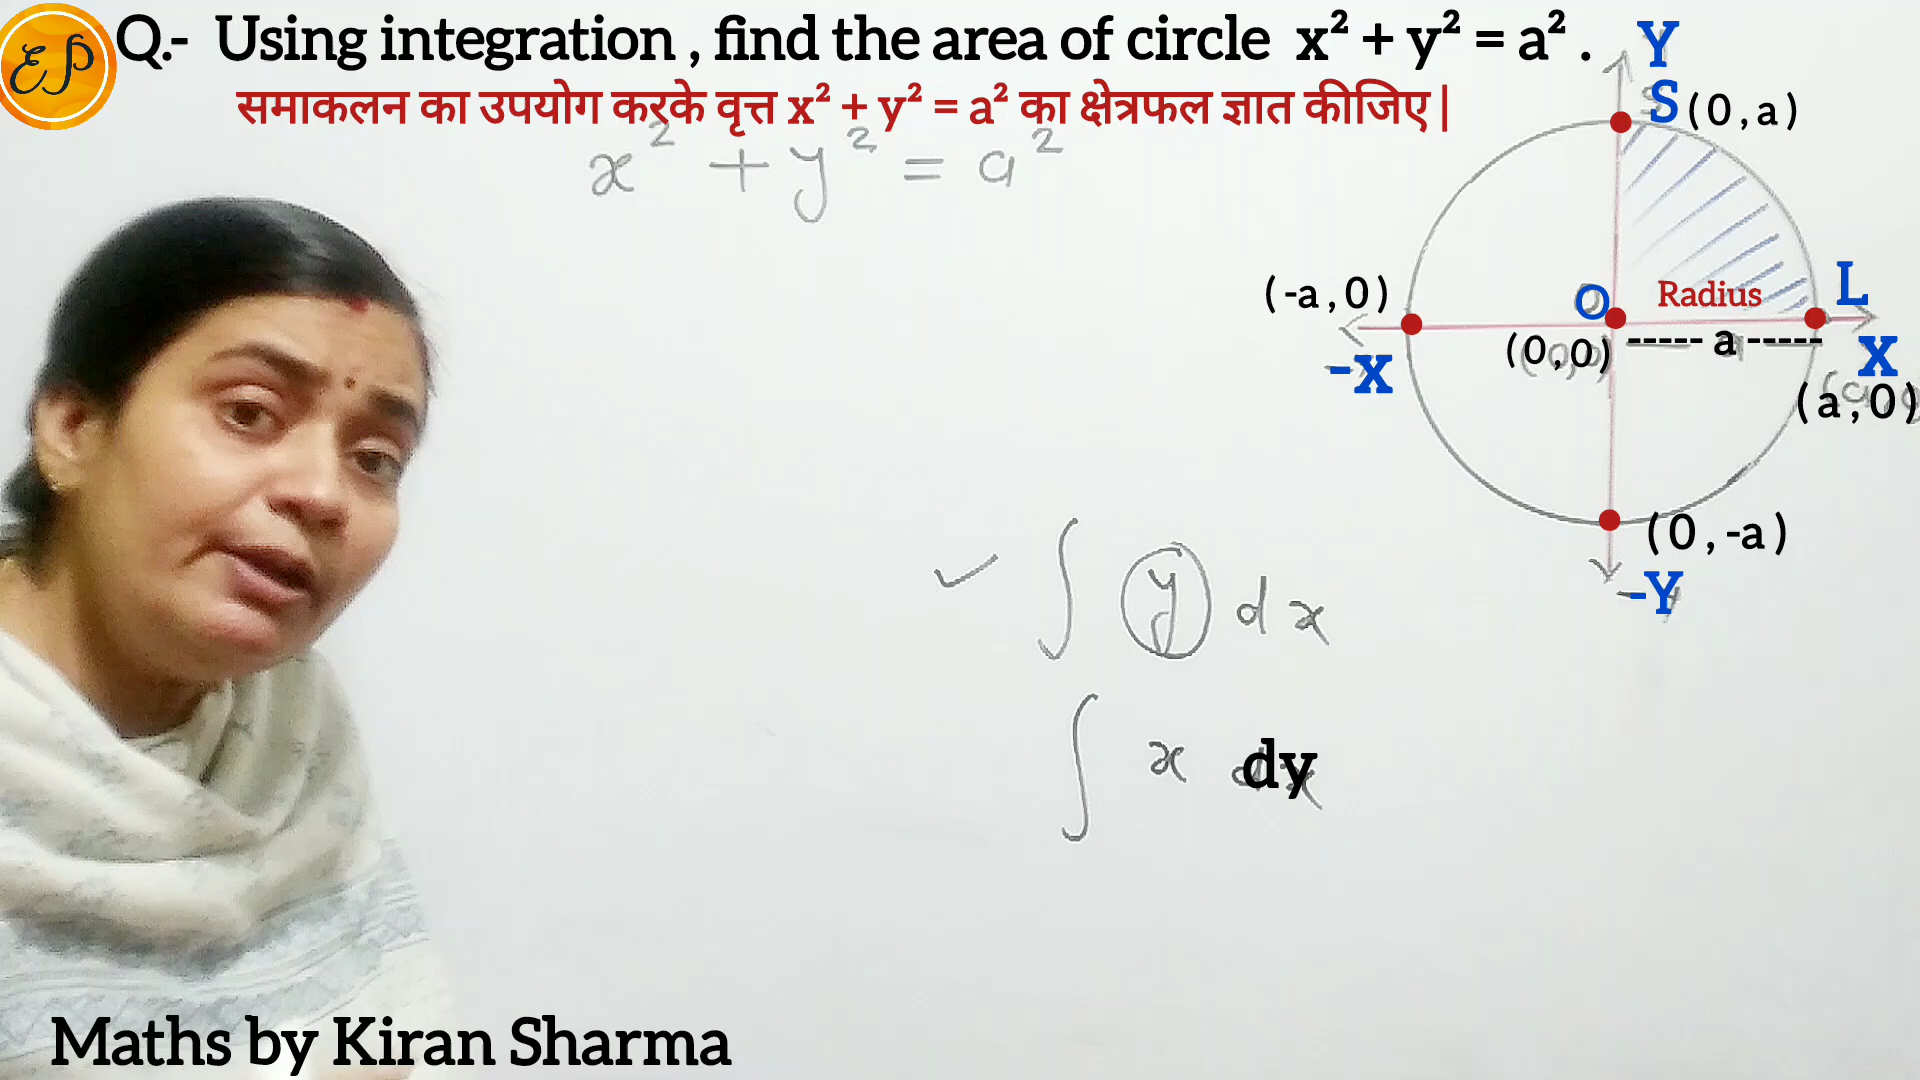 EP
Q.- Using integration , find the area of circle x² + y² = a² .
समाकलन का उपयोग करके वृत्त x² + y² = a² का क्षेत्रफल ज्ञात कीजिए |
x² + y² = a²
Y
S (0 , a)
(-a , 0)
O
Radius
L
(0 , 0)
----- a -----
-X
X
(a , 0)
(0 , -a)
-Y
✓ ∫ y dx
∫ x dy
Maths by Kiran Sharma